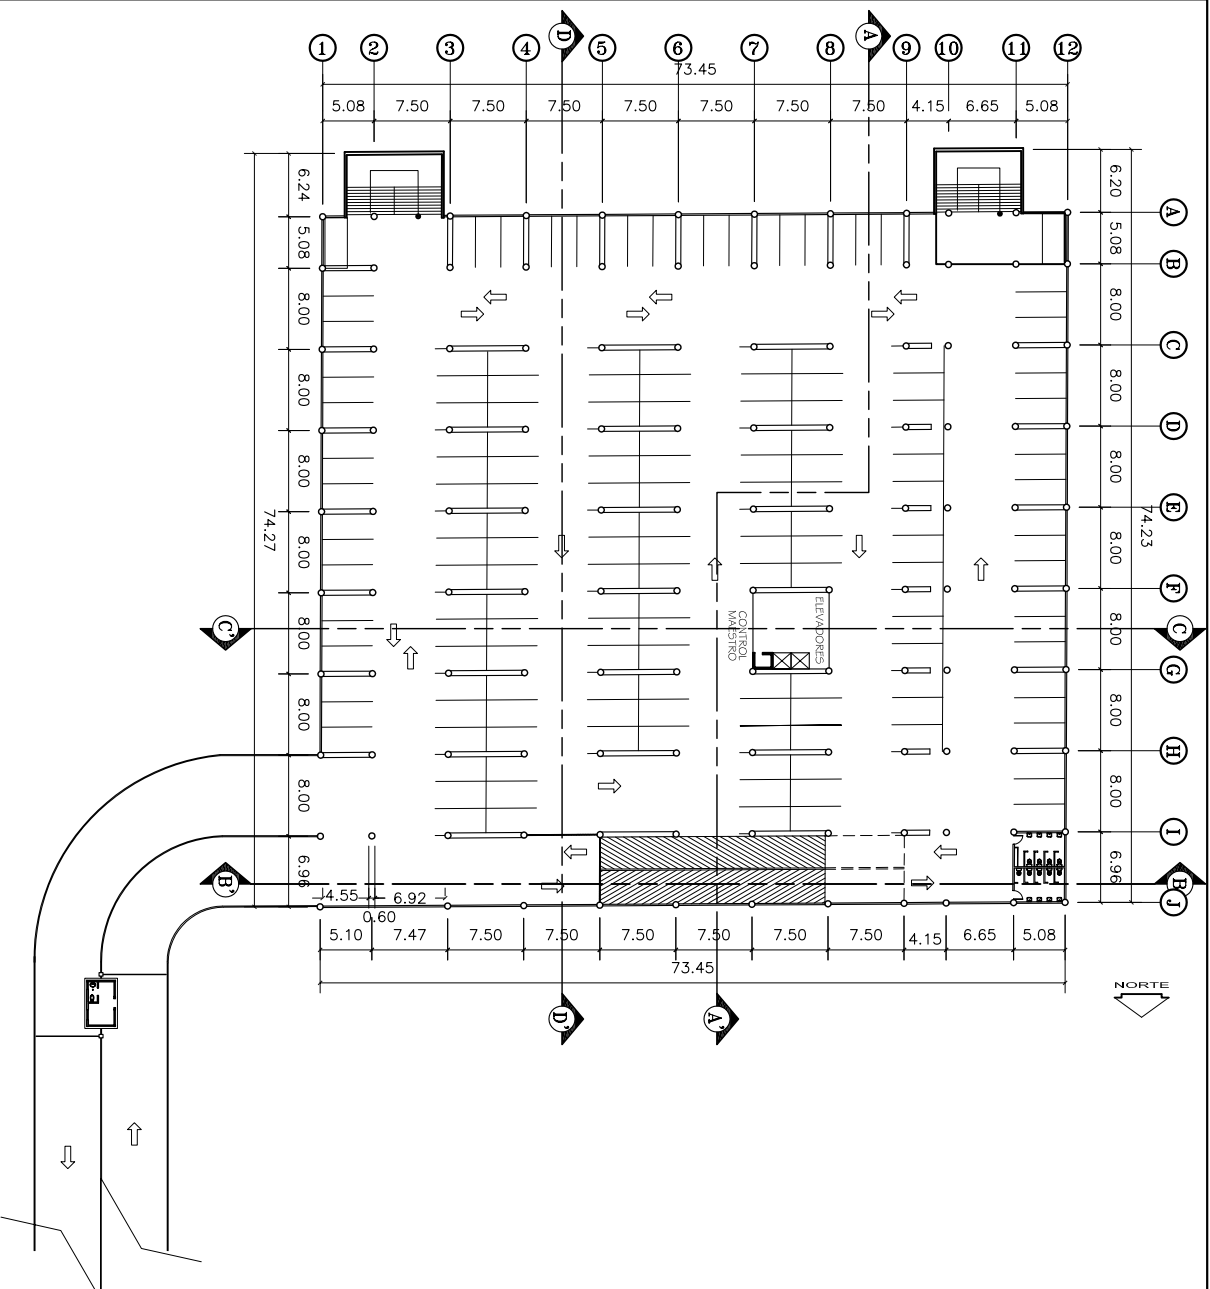 D
A
1
2
3
4
5
6
7
8
9
10
11
12
73.45
5.08
7.50
7.50
7.50
7.50
7.50
7.50
7.50
4.15
6.65
5.08
6.24
5.08
8.00
8.00
8.00
8.00
8.00
8.00
8.00
6.96
74.27
6.20
5.08
8.00
8.00
8.00
8.00
8.00
8.00
8.00
6.96
74.23
A
B
C
D
E
F
G
H
I
J
C'
C
B'
B
ELEVADORES
CONTROL
MAESTRO
4.55
6.92
0.60
5.10
7.47
7.50
7.50
7.50
7.50
7.50
7.50
4.15
6.65
5.08
73.45
D'
A'
NORTE